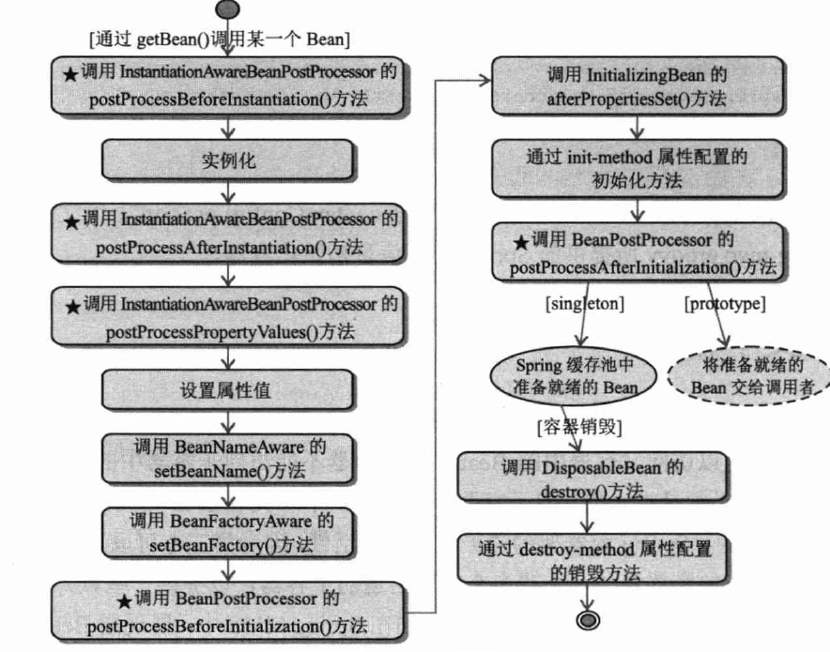 [通过 getBean()调用某一个 Bean]
★调用 InstantiationAwareBeanPostProcessor 的
postProcessBeforeInstantiation()方法
实例化
★调用 InstantiationAwareBeanPostProcessor 的
postProcessAfterInstantiation()方法
★调用 InstantiationAwareBeanPostProcessor 的
postProcessPropertyValues()方法
设置属性值
调用 BeanNameAware 的
setBeanName()方法
调用 BeanFactoryAware 的
setBeanFactory()方法
★调用 BeanPostProcessor 的
postProcessBeforeInitialization()方法
调用 InitializingBean 的
afterPropertiesSet()方法
通过 init-method 属性配置的
初始化方法
★调用 BeanPostProcessor 的
postProcessAfterInitialization()方法
[singleton]
[prototype]
Spring 缓存池中
准备就绪的 Bean
将准备就绪的
Bean 交给调用者
[容器销毁]
调用 DisposableBean 的
destroy()方法
通过 destroy-method 属性配置
的销毁方法